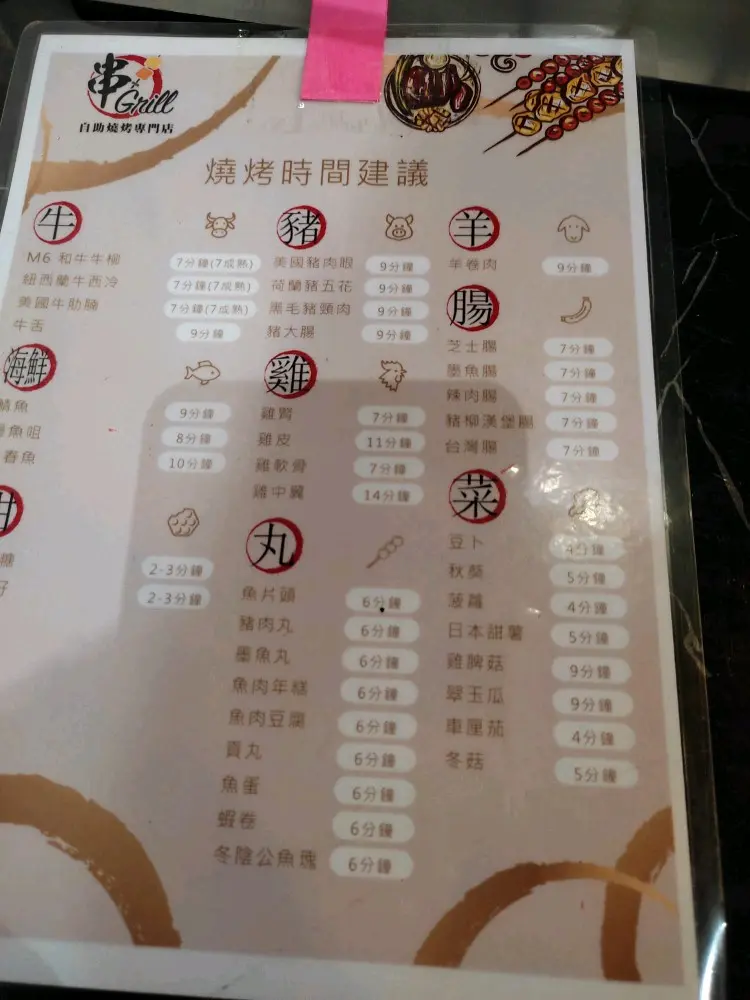 串
Grill
自助燒烤專門店
燒烤時間建議
牛
M6 和牛牛柳 7分鐘(7成熟)
紐西蘭牛西冷 7分鐘(7成熟)
美國牛肋腩 7分鐘(7成熟)
牛舌 9分鐘
海鮮
鯖魚 9分鐘
魚咀 8分鐘
春魚 10分鐘
甜
糖 2-3分鐘
2-3分鐘
豬
美國豬肉眼 9分鐘
荷蘭豬五花 9分鐘
黑毛豬頸肉 9分鐘
豬大腸 9分鐘
雞
雞腎 7分鐘
雞皮 11分鐘
雞軟骨 7分鐘
雞中翼 14分鐘
丸
魚片頭 6分鐘
豬肉丸 6分鐘
墨魚丸 6分鐘
魚肉年糕 6分鐘
魚肉豆腐 6分鐘
貢丸 6分鐘
魚蛋 6分鐘
蝦卷 6分鐘
冬陰公魚塊 6分鐘
羊
羊卷肉 9分鐘
腸
芝士腸 7分鐘
墨魚腸 7分鐘
辣肉腸 7分鐘
豬柳漢堡腸 7分鐘
台灣腸 7分鐘
菜
豆卜 4分鐘
秋葵 5分鐘
菠蘿 4分鐘
日本甜薯 5分鐘
雞脾菇 9分鐘
翠玉瓜 9分鐘
車厘茄 4分鐘
冬菇 5分鐘